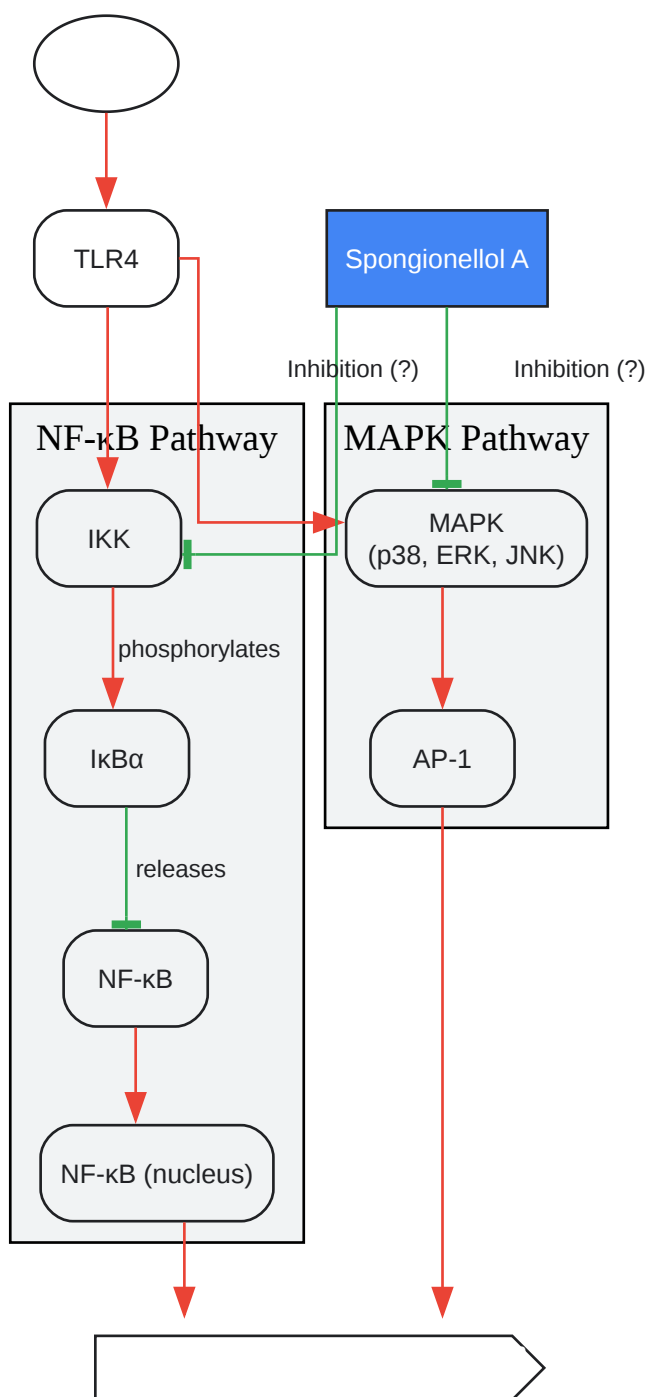 TLR4
Spongionellol A
Inhibition (?)
Inhibition (?)
NF-κB Pathway
MAPK Pathway
IKK
MAPK
(p38, ERK, JNK)
phosphorylates
IκBα
AP-1
releases
NF-κB
NF-κB (nucleus)